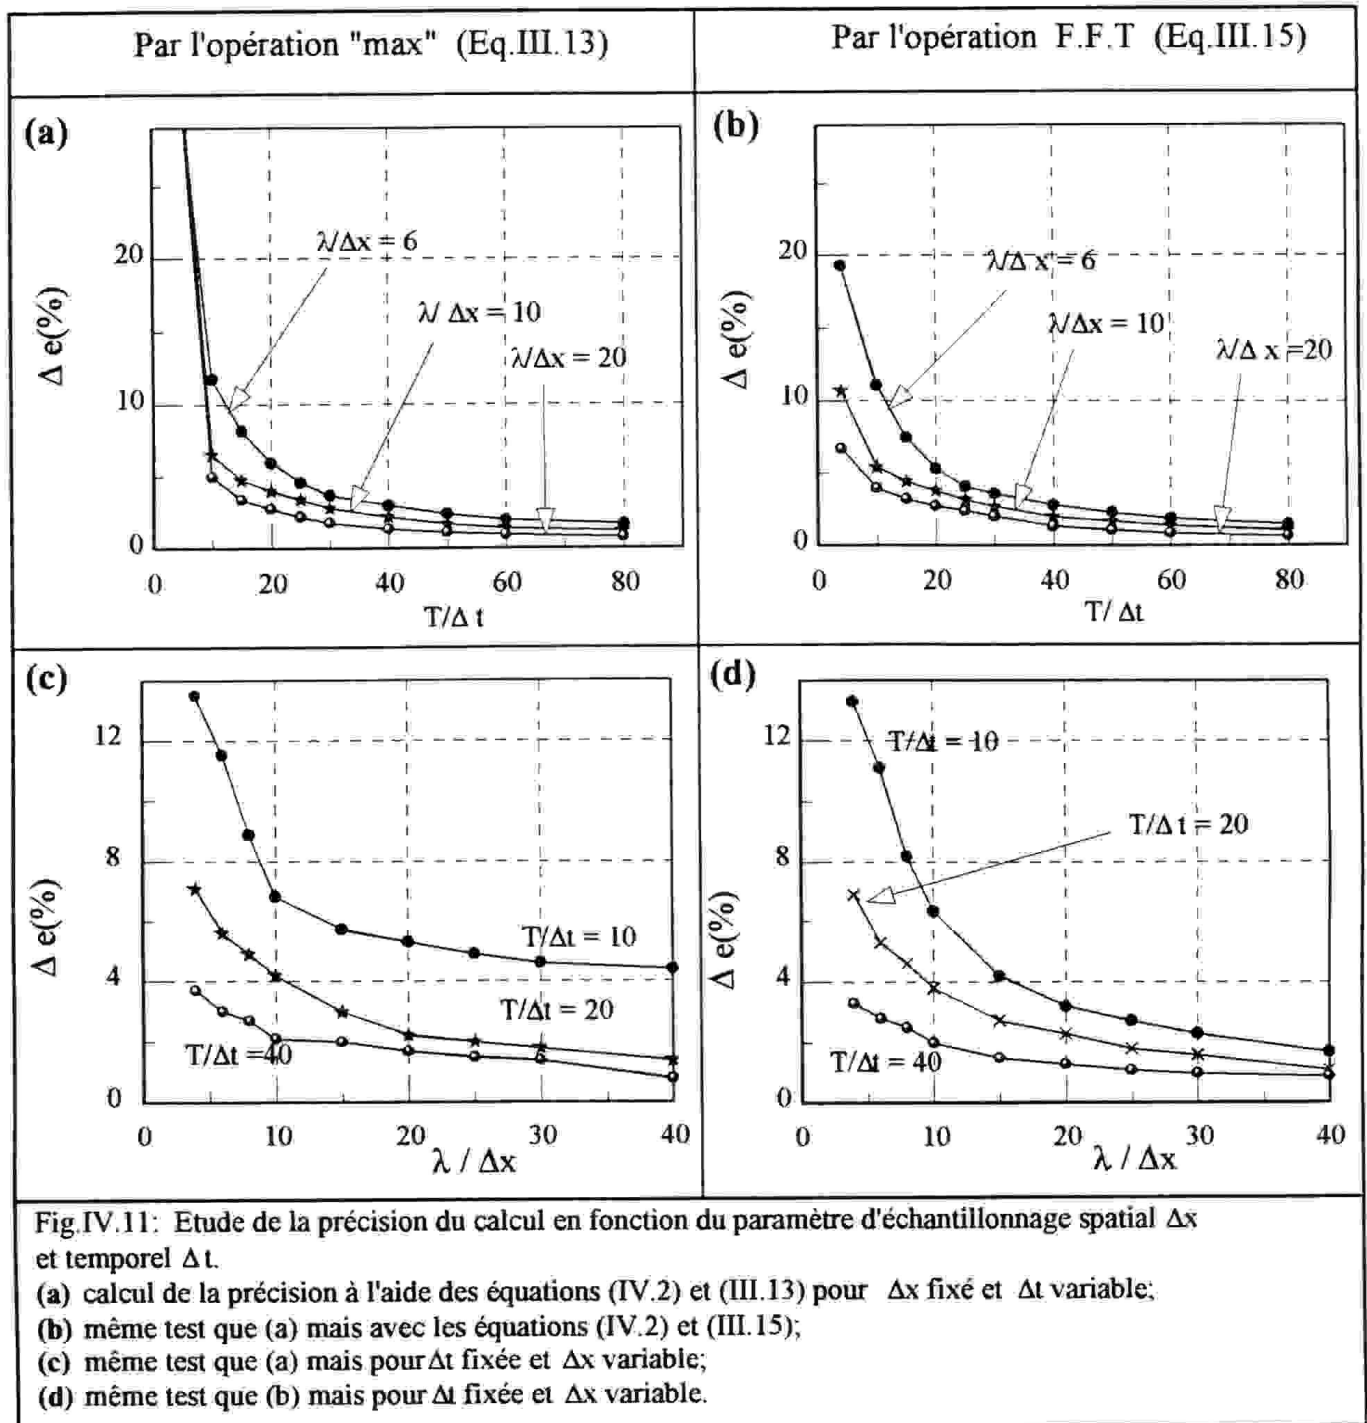 Par l'opération "max" (Eq.III.13)
Par l'opération F.F.T (Eq.III.15)
(a)
Δ e(%)
20
10
0
λ/Δx = 6
λ/ Δx = 10
λ/Δx = 20
0 20 40 60 80
T/Δ t
(b)
Δ e(%)
20
10
0
λ/Δ x = 6
λ/Δx = 10
λ/Δ x =20
0 20 40 60 80
T/ Δt
(c)
Δ e(%)
12
8
4
0
T/Δt = 10
T/Δt = 20
T/Δt =40
0 10 20 30 40
λ / Δx
(d)
Δ e(%)
12
8
4
0
T/Δt = 10
T/Δ t = 20
T/Δt = 40
0 10 20 30 40
λ / Δx
Fig.IV.11: Etude de la précision du calcul en fonction du paramètre d'échantillonnage spatial Δx
et temporel Δ t.
(a) calcul de la précision à l'aide des équations (IV.2) et (III.13) pour Δx fixé et Δt variable;
(b) même test que (a) mais avec les équations (IV.2) et (III.15);
(c) même test que (a) mais pour Δt fixée et Δx variable;
(d) même test que (b) mais pour Δt fixée et Δx variable.